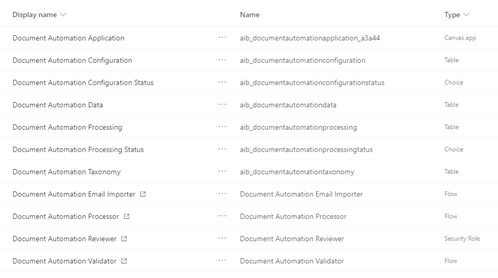 Display name Name Type
Document Automation Application ··· aib_documentautomationapplication_a3a44 Canvas app
Document Automation Configuration ··· aib_documentautomationconfiguration Table
Document Automation Configuration Status ··· aib_documentautomationconfigurationstatus Choice
Document Automation Data ··· aib_documentautomationdata Table
Document Automation Processing ··· aib_documentautomationprocessing Table
Document Automation Processing Status ··· aib_documentautomationprocessingtatus Choice
Document Automation Taxonomy ··· aib_documentautomationtaxonomy Table
Document Automation Email Importer ··· Document Automation Email Importer Flow
Document Automation Processor ··· Document Automation Processor Flow
Document Automation Reviewer ··· Document Automation Reviewer Security Role
Document Automation Validator ··· Document Automation Validator Flow